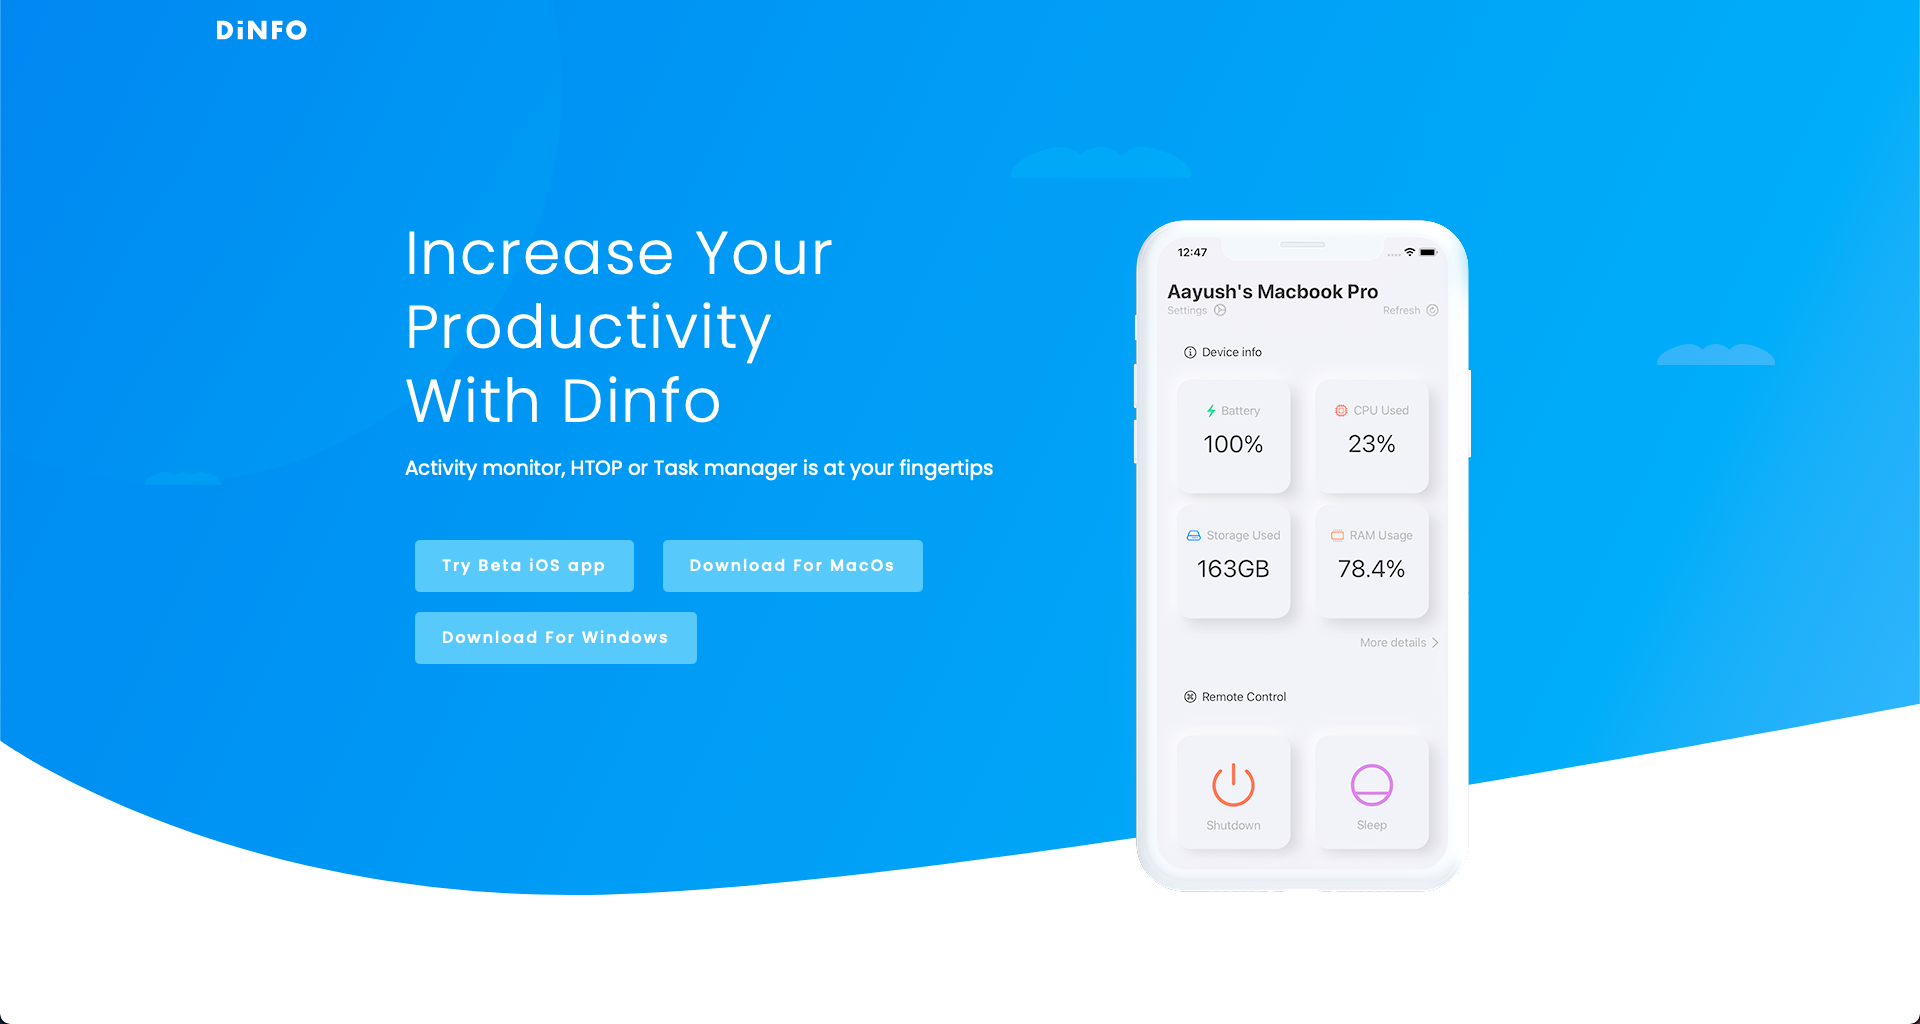 DiNFO
Increase Your
Productivity
With Dinfo
Activity monitor, HTOP or Task manager is at your fingertips
Try Beta iOS app
Download For MacOs
Download For Windows
12:47
Aayush's Macbook Pro
Settings
Refresh
Device info
Battery
100%
CPU Used
23%
Storage Used
163GB
RAM Usage
78.4%
More details
Remote Control
Shutdown
Sleep